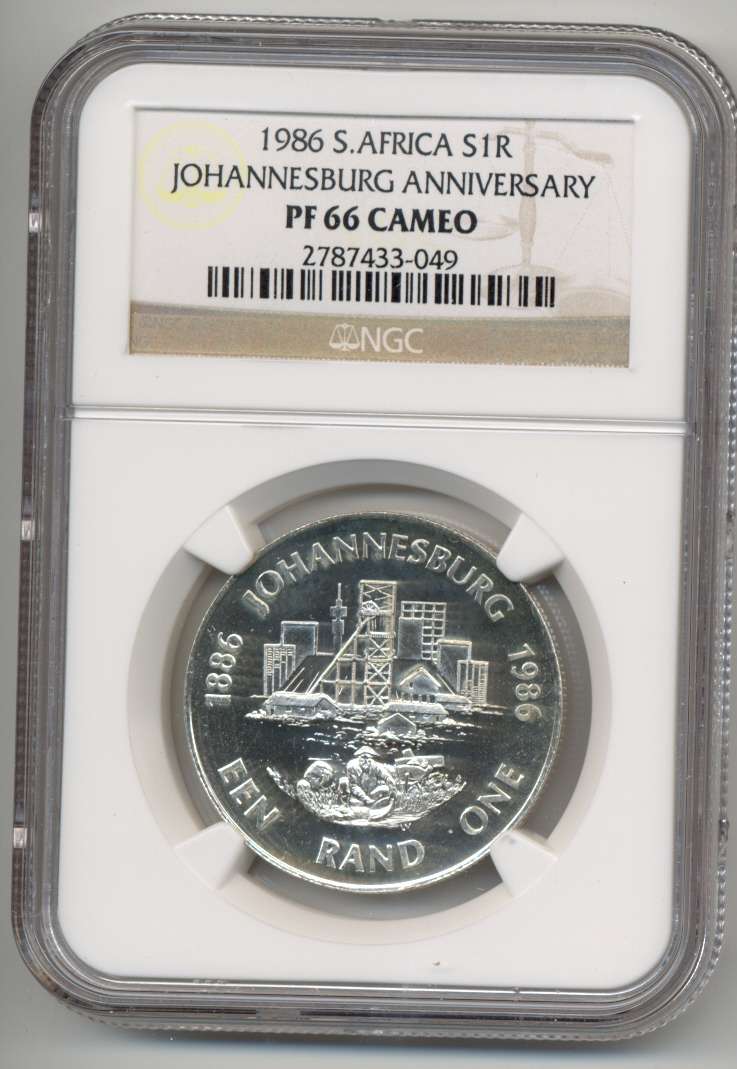 1986 S.AFRICA S1R
JOHANNESBURG ANNIVERSARY
PF 66 CAMEO
2787433-049
NGC
JOHANNESBURG
1886 1986
EEN RAND ONE